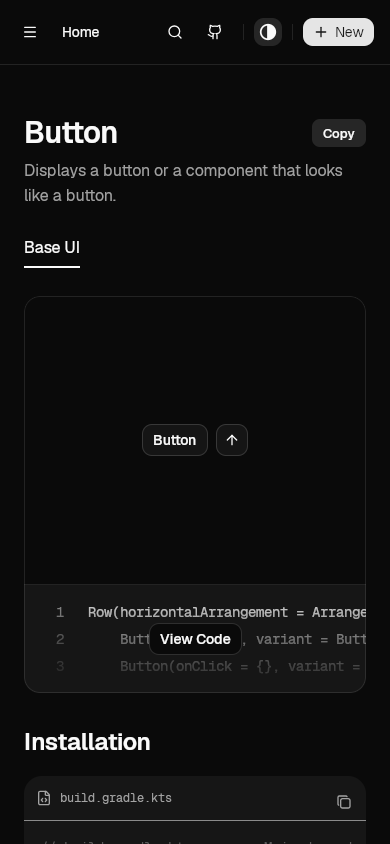 Home
New
Button
Copy
Displays a button or a component that looks
like a button.
Base UI
Button
1 Row(horizontalArrangement = Arrange
2 Butt , variant = Butt
View Code
3 Button(onClick = {}, variant =
Installation
build.gradle.kts